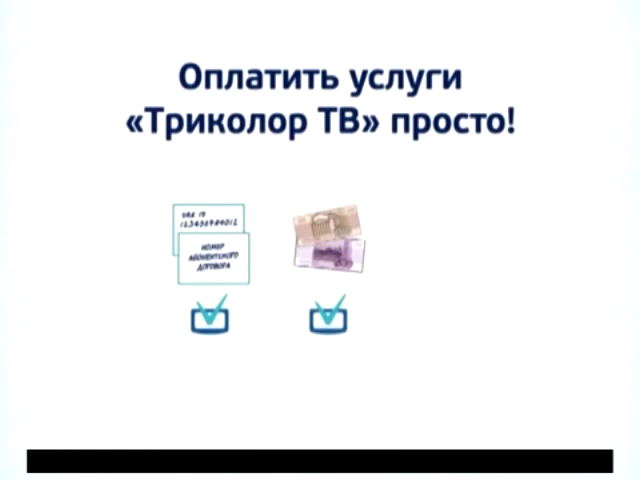 Оплатить услуги
«Триколор ТВ» просто!
НОМЕР
АБОНЕНТСКОГО
ДОГОВОРА